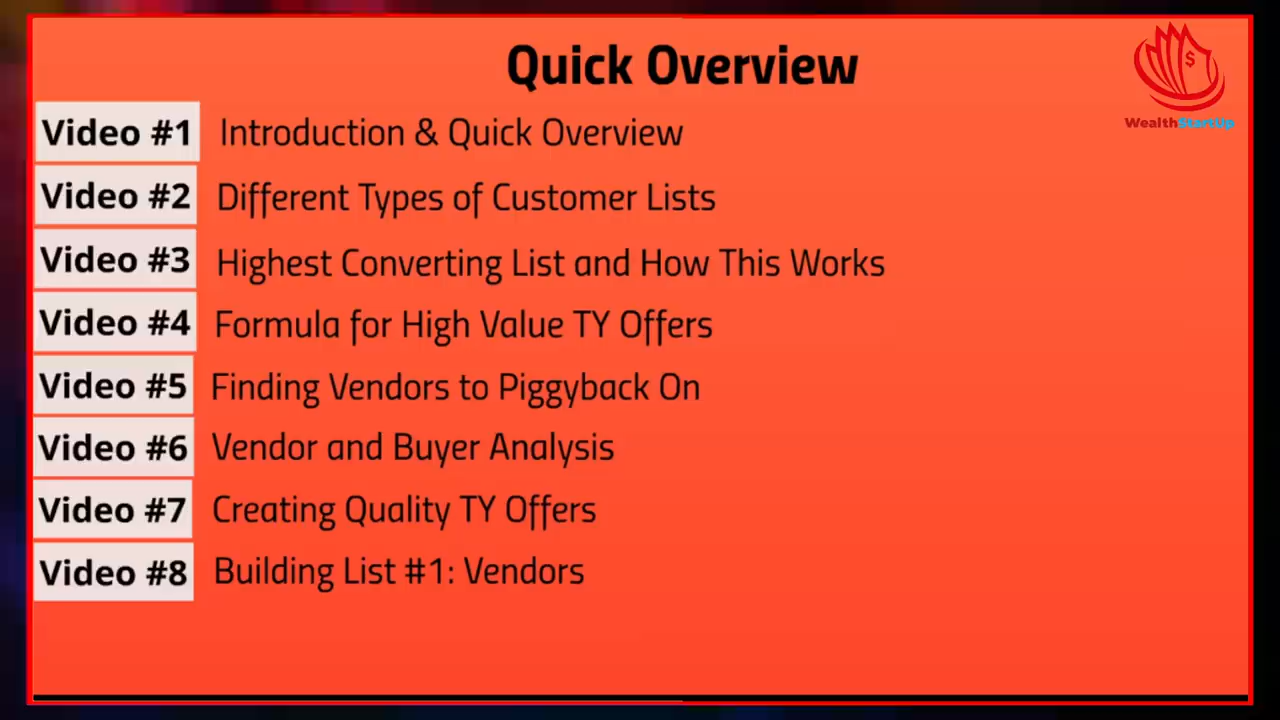 Quick Overview
$
WealthStartUp
Video #1 Introduction & Quick Overview
Video #2 Different Types of Customer Lists
Video #3 Highest Converting List and How This Works
Video #4 Formula for High Value TY Offers
Video #5 Finding Vendors to Piggyback On
Video #6 Vendor and Buyer Analysis
Video #7 Creating Quality TY Offers
Video #8 Building List #1: Vendors